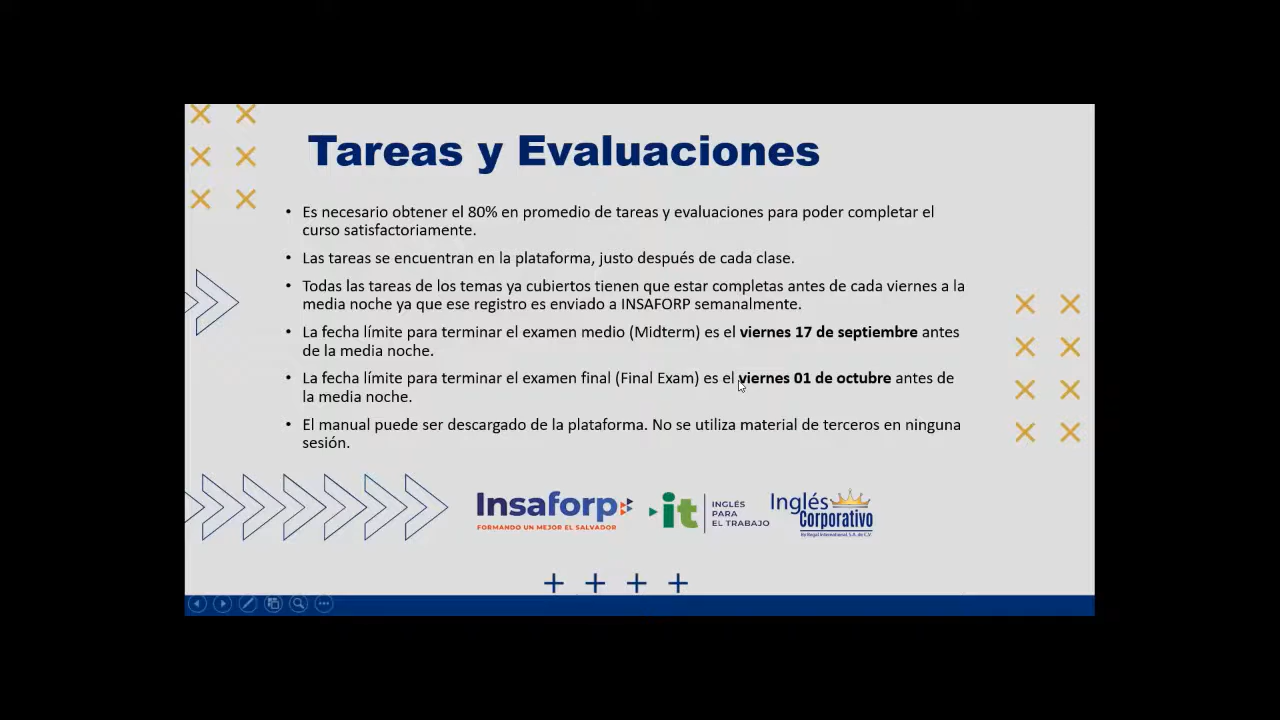 Tareas y Evaluaciones
• Es necesario obtener el 80% en promedio de tareas y evaluaciones para poder completar el
curso satisfactoriamente.
• Las tareas se encuentran en la plataforma, justo después de cada clase.
• Todas las tareas de los temas ya cubiertos tienen que estar completas antes de cada viernes a la
media noche ya que ese registro es enviado a INSAFORP semanalmente.
• La fecha límite para terminar el examen medio (Midterm) es el viernes 17 de septiembre antes
de la media noche.
• La fecha límite para terminar el examen final (Final Exam) es el viernes 01 de octubre antes de
la media noche.
• El manual puede ser descargado de la plataforma. No se utiliza material de terceros en ninguna
sesión.
Insaforp
FORMANDO UN MEJOR EL SALVADOR
it
INGLÉS
PARA
EL TRABAJO
Inglés
Corporativo
By Regal International, S.A. de C.V.